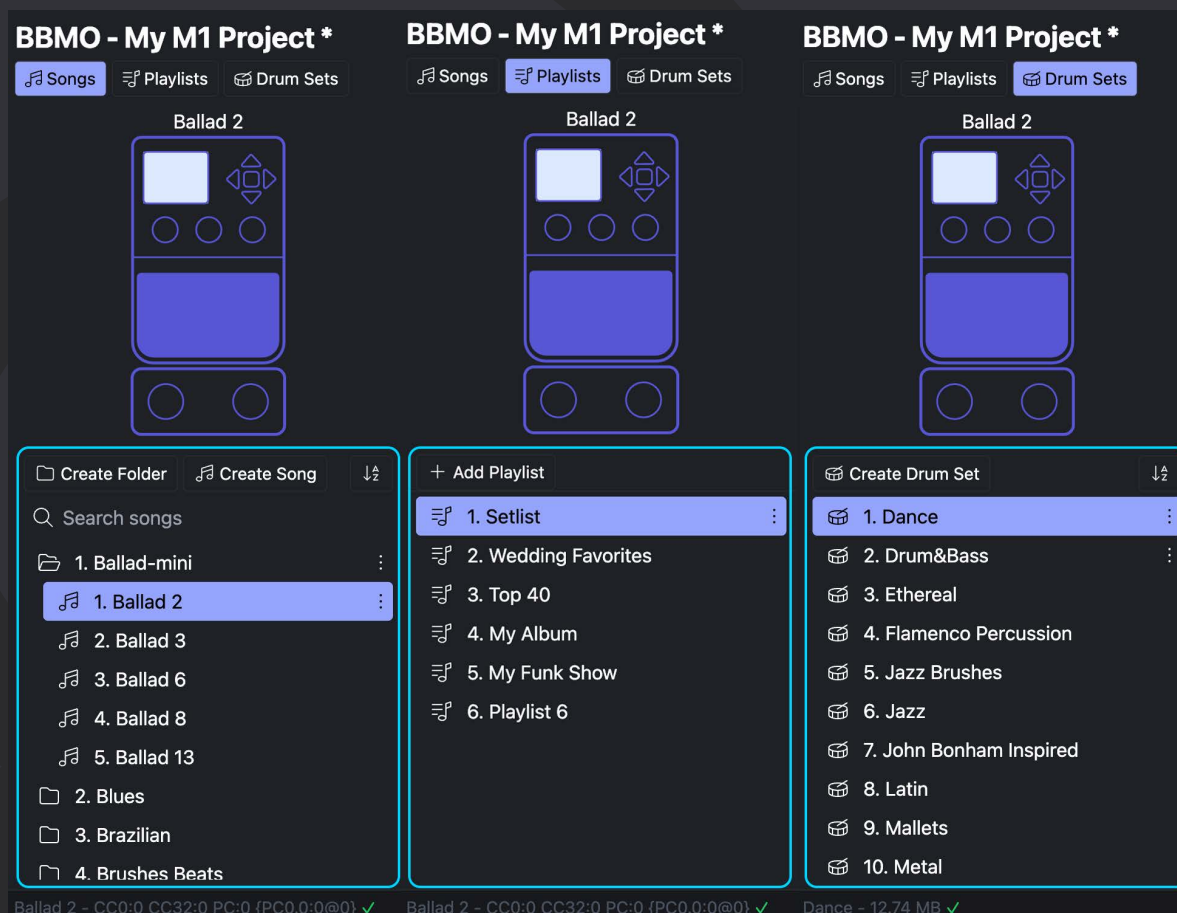 BBMO - My M1 Project *
Songs Playlists Drum Sets
Ballad 2
Create Folder Create Song
Search songs
1. Ballad-mini
1. Ballad 2
2. Ballad 3
3. Ballad 6
4. Ballad 8
5. Ballad 13
2. Blues
3. Brazilian
4. Brushes Beats
Ballad 2 - CC0:0 CC32:0 PC:0 {PC0.0:0@0} ✓
BBMO - My M1 Project *
Songs Playlists Drum Sets
Ballad 2
+ Add Playlist
1. Setlist
2. Wedding Favorites
3. Top 40
4. My Album
5. My Funk Show
6. Playlist 6
Ballad 2 - CC0:0 CC32:0 PC:0 {PC0.0:0@0} ✓
BBMO - My M1 Project *
Songs Playlists Drum Sets
Ballad 2
Create Drum Set
1. Dance
2. Drum&Bass
3. Ethereal
4. Flamenco Percussion
5. Jazz Brushes
6. Jazz
7. John Bonham Inspired
8. Latin
9. Mallets
10. Metal
Dance - 12.74 MB ✓